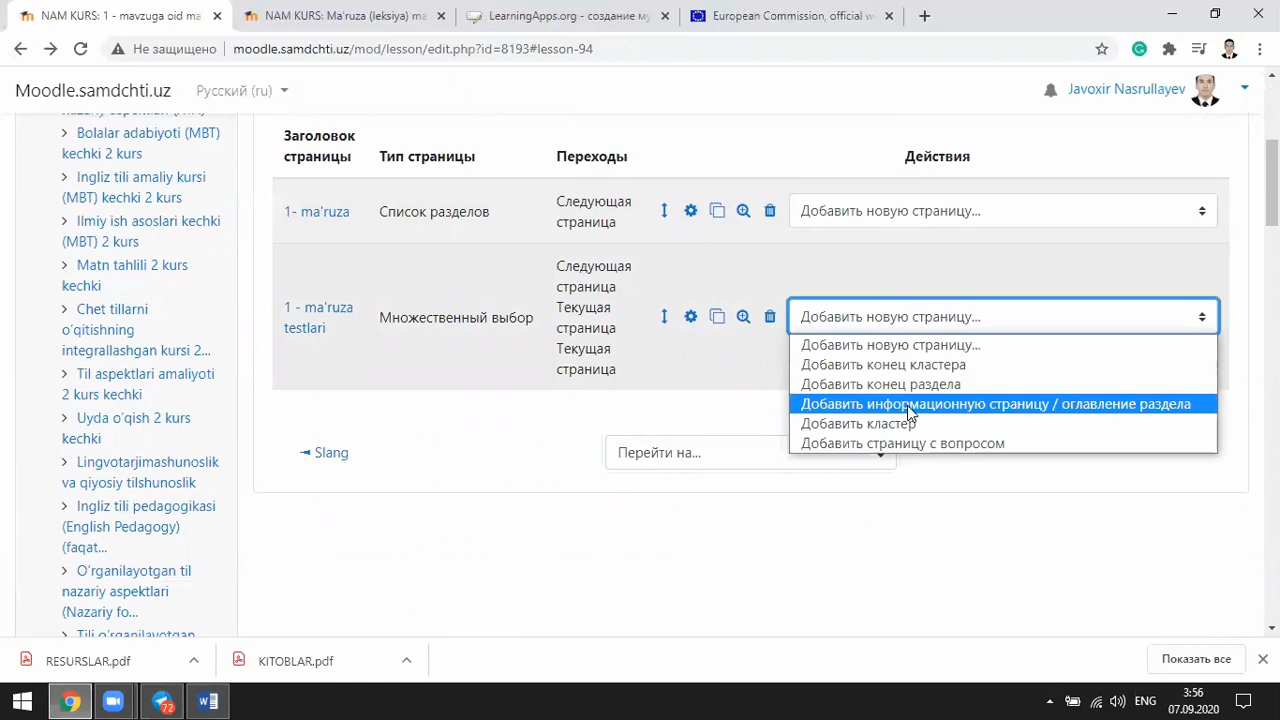 NAM KURS: 1 - mavzuga oid ma
NAM KURS: Ma'ruza (leksiya) matu
LearningApps.org - создание му
European Commission, official w
Не защищено
moodle.samdchti.uz/mod/lesson/edit.php?id=8193#lesson-94
Moodle.samdchti.uz
Русский (ru)
Javoxir Nasrullayev
Bolalar adabiyoti (MBT)
kechki 2 kurs
Ingliz tili amaliy kursi
(MBT) kechki 2 kurs
Ilmiy ish asoslari kechki
(MBT) 2 kurs
Matn tahlili 2 kurs
kechki
Chet tillarni
o'qitishning
integrallashgan kursi 2...
Til aspektlari amaliyoti
2 kurs kechki
Uyda o'qish 2 kurs
kechki
Lingvotarjimashunoslik
va qiyosiy tilshunoslik
Ingliz tili pedagogikasi
(English Pedagogy)
(faqat...
O'rganilayotgan til
nazariy aspektlari
(Nazariy fo...
Tili o'rganilayotgan
Заголовок
страницы
Тип страницы
Переходы
Действия
1- ma'ruza
Список разделов
Следующая
страница
Добавить новую страницу...
1 - ma'ruza
testlari
Множественный выбор
Следующая
страница
Текущая
страница
Текущая
страница
Добавить новую страницу...
Добавить новую страницу...
Добавить конец кластера
Добавить конец раздела
Добавить информационную страницу / оглавление раздела
Добавить кластер
Добавить страницу с вопросом
◄ Slang
Перейти на...
RESURSLAR.pdf
KITOBLAR.pdf
Показать все
72
ENG
3:56
07.09.2020